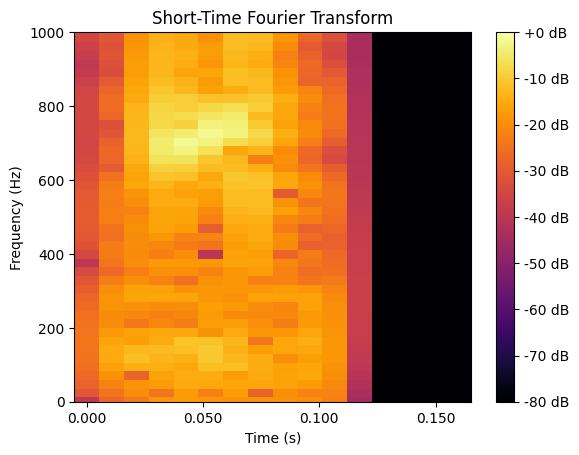 Short-Time Fourier Transform
1000
800
600
400
200
0
Frequency (Hz)
0.000
0.050
0.100
0.150
Time (s)
+0 dB
-10 dB
-20 dB
-30 dB
-40 dB
-50 dB
-60 dB
-70 dB
-80 dB